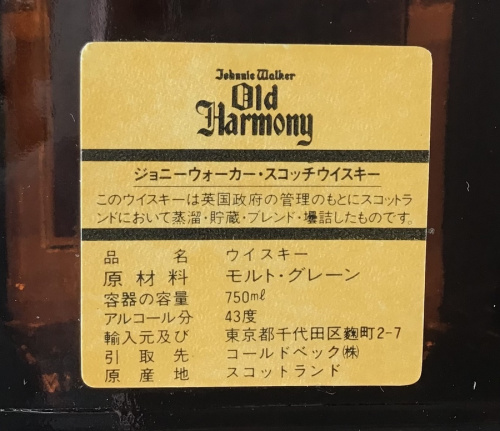 Johnnie Walker
Old
Harmony
ジョニーウォーカー・スコッチウイスキー
このウイスキーは英国政府の管理のもとにスコットラ
ンドにおいて蒸溜・貯蔵・ブレンド・壜詰したものです。
品名 ウイスキー
原材料 モルト・グレーン
容器の容量 750mℓ
アルコール分 43度
輸入元及び 東京都千代田区麴町2-7
引取先 コールドベック㈱
原産地 スコットランド